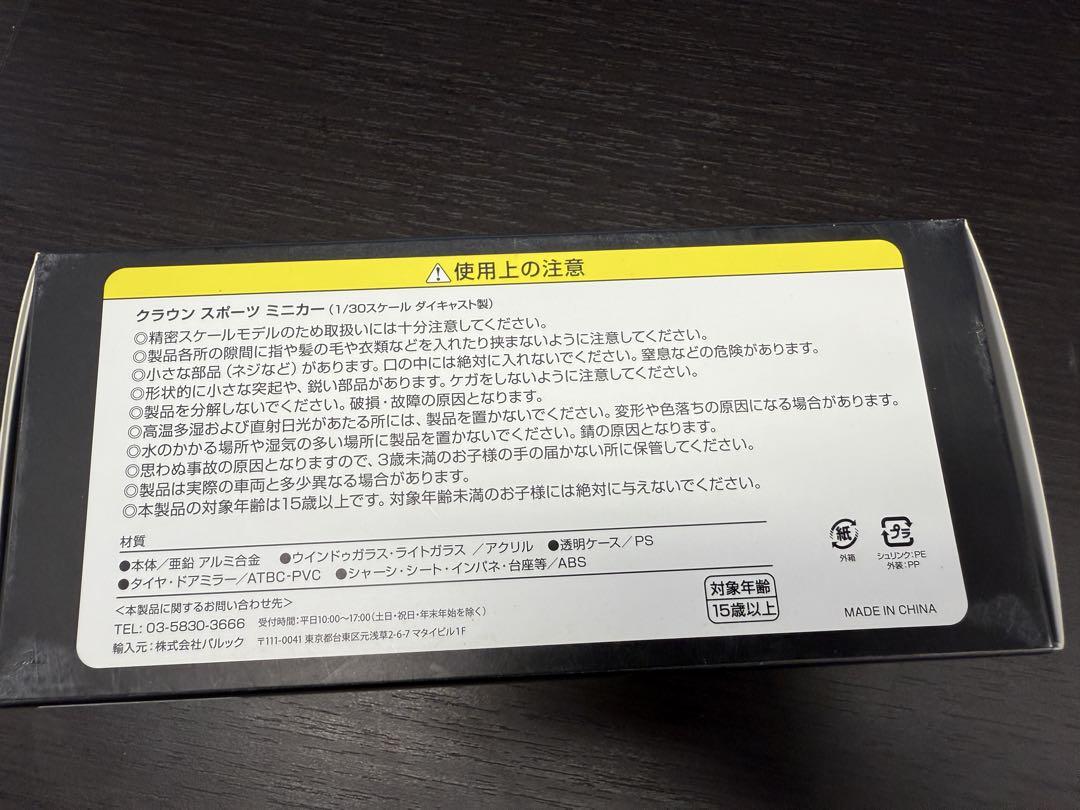 ⚠使用上の注意
クラウン スポーツ ミニカー(1/30スケール ダイキャスト製)
◎精密スケールモデルのため取扱いには十分注意してください。
◎製品各所の隙間に指や髪の毛や衣類などを入れたり挟まないように注意してください。
◎小さな部品(ネジなど)があります。口の中には絶対に入れないでください。窒息などの危険があります。
◎形状的に小さな突起や、鋭い部品があります。ケガをしないように注意してください。
◎製品を分解しないでください。破損・故障の原因となります。
◎高温多湿および直射日光があたる所には、製品を置かないでください。変形や色落ちの原因になる場合があります。
◎水のかかる場所や湿気の多い場所に製品を置かないでください。錆の原因となります。
◎思わぬ事故の原因となりますので、3歳未満のお子様の手の届かない所に保管してください。
◎製品は実際の車両と多少異なる場合があります。
◎本製品の対象年齢は15歳以上です。対象年齢未満のお子様には絶対に与えないでください。
材質
●本体/亜鉛 アルミ合金 ●ウインドゥガラス・ライトガラス /アクリル ●透明ケース/PS
●タイヤ・ドアミラー/ATBC-PVC ●シャーシ・シート・インパネ・台座等/ABS
<本製品に関するお問い合わせ先>
TEL: 03-5830-3666 受付時間:平日10:00〜17:00(土日・祝日・年末年始を除く)
輸入元:株式会社パルック 〒111-0041 東京都台東区元浅草2-6-7 マタイビル1F
対象年齢
15歳以上
紙
外箱
プラ
シュリンク:PE
外装:PP
MADE IN CHINA